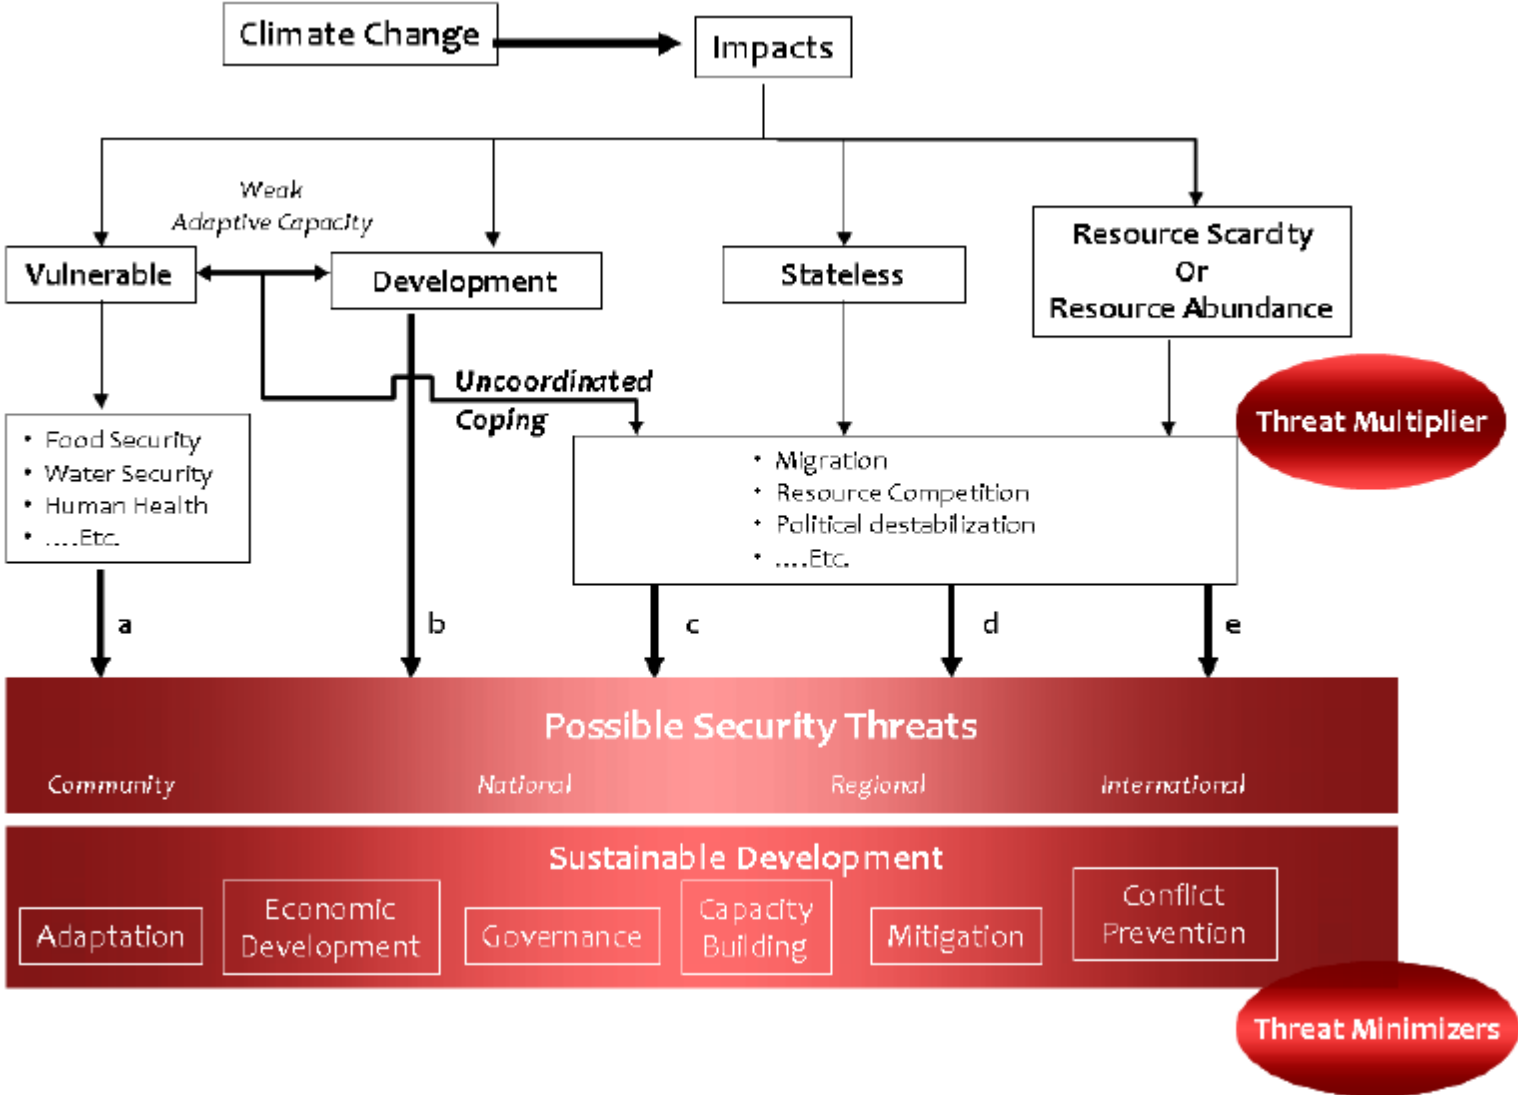 Climate Change
Impacts
Weak
Adaptive Capacity
Vulnerable
Development
Stateless
Resource Scarcity
Or
Resource Abundance
Uncoordinated
Coping
Threat Multiplier
• Food Security
• Water Security
• Human Health
• ....Etc.
• Migration
• Resource Competition
• Political destabilization
• ....Etc.
a
b
c
d
e
Possible Security Threats
Community
National
Regional
International
Sustainable Development
Adaptation
Economic
Development
Governance
Capacity
Building
Mitigation
Conflict
Prevention
Threat Minimizers